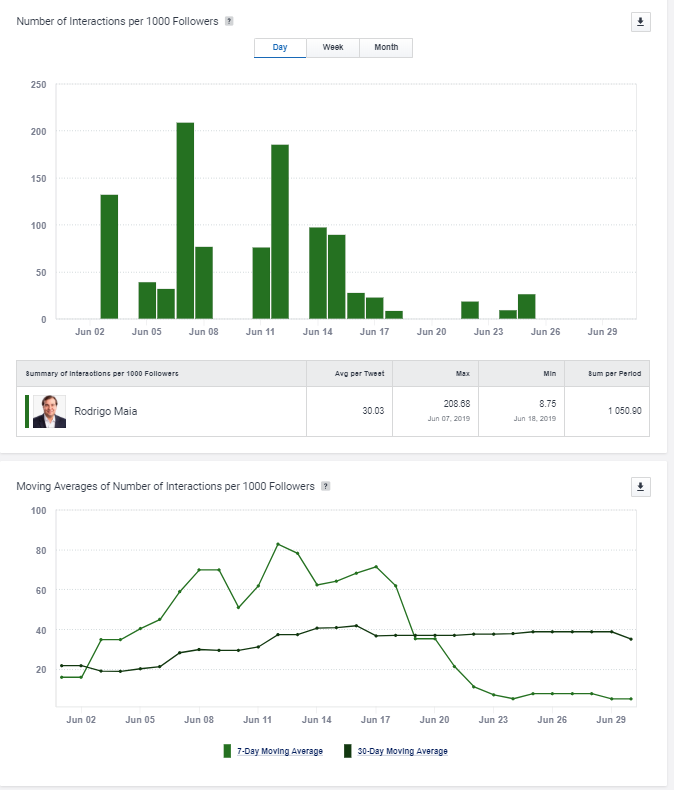 Number of Interactions per 1000 Followers ?
Day Week Month
250
200
150
100
50
0
Jun 02 Jun 05 Jun 08 Jun 11 Jun 14 Jun 17 Jun 20 Jun 23 Jun 26 Jun 29
Summary of Interactions per 1000 Followers Avg per Tweet Max Min Sum per Period
Rodrigo Maia 30.03 208.68 8.75 1 050.90
Jun 07, 2019 Jun 18, 2019
Moving Averages of Number of Interactions per 1000 Followers ?
100
80
60
40
20
Jun 02 Jun 05 Jun 08 Jun 11 Jun 14 Jun 17 Jun 20 Jun 23 Jun 26 Jun 29
7-Day Moving Average 30-Day Moving Average